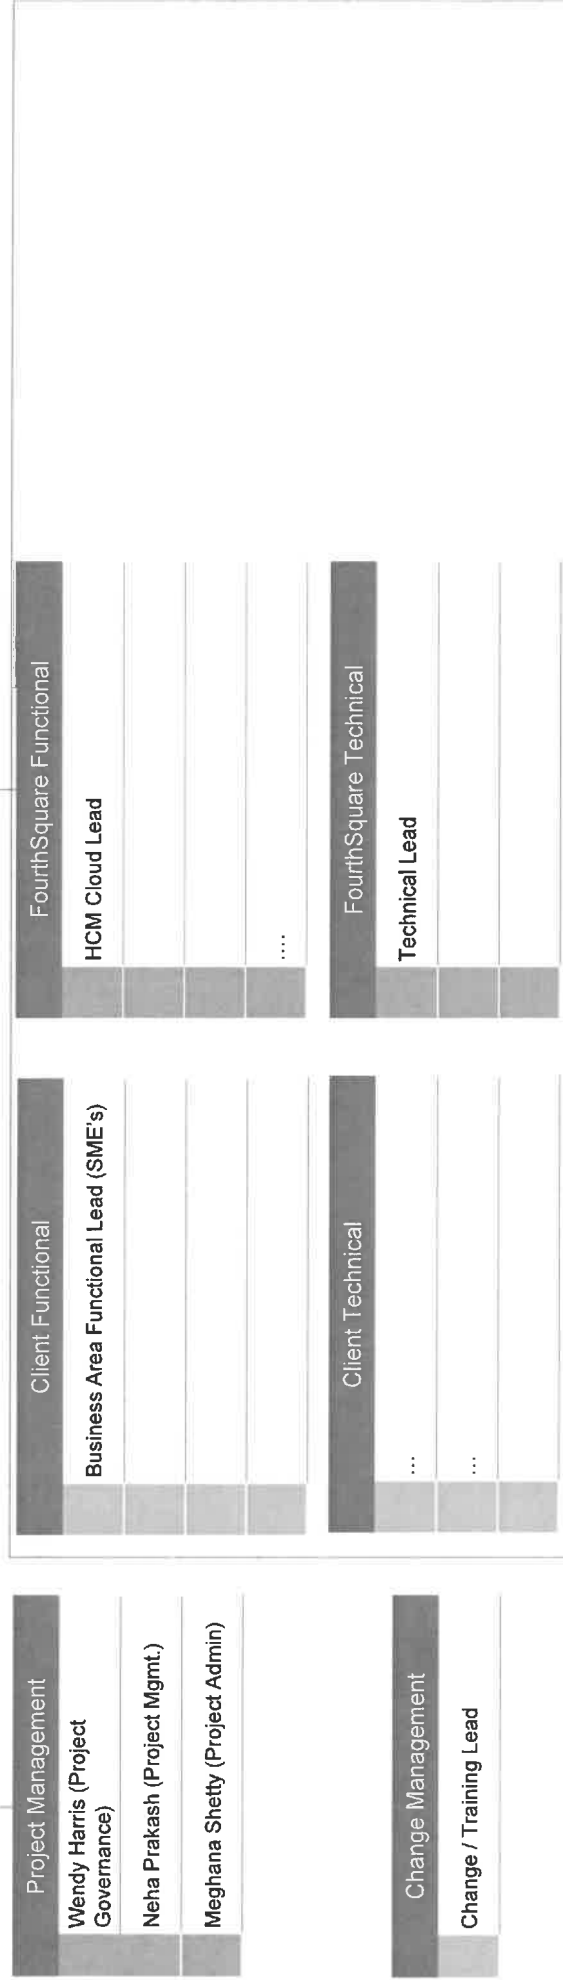 Project Management
Wendy Harris (Project
Governance)
Neha Prakash (Project Mgmt.)
Meghana Shetty (Project Admin)
Change Management
Change / Training Lead
Client Functional
Business Area Functional Lead (SME's)
Client Technical
...
...
FourthSquare Functional
HCM Cloud Lead
....
FourthSquare Technical
Technical Lead